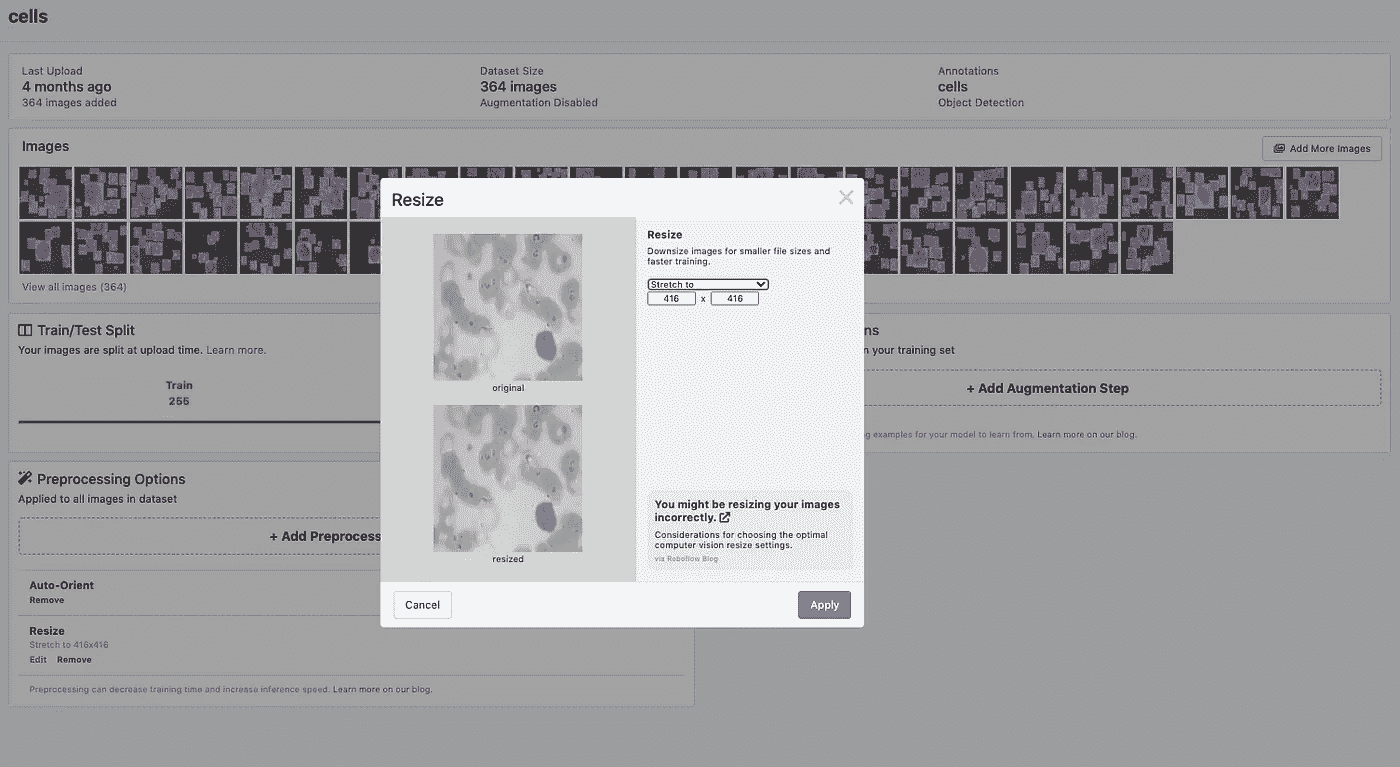 cells
Last Upload
4 months ago
364 images added
Dataset Size
364 images
Augmentation Disabled
Annotations
cells
Object Detection
Images
Add More Images
View all images (364)
Train/Test Split
Your images are split at upload time. Learn more.
Train
255
ns
n your training set
+ Add Augmentation Step
g examples for your model to learn from. Learn more on our blog.
Preprocessing Options
Applied to all images in dataset
+ Add Preprocess
Auto-Orient
Remove
Resize
Stretch to 416x416
Edit Remove
Preprocessing can decrease training time and increase inference speed. Learn more on our blog.
Resize
original
resized
Resize
Downsize images for smaller file sizes and
faster training.
Stretch to
416 x 416
You might be resizing your images
incorrectly.
Considerations for choosing the optimal
computer vision resize settings.
via Roboflow Blog
Cancel
Apply